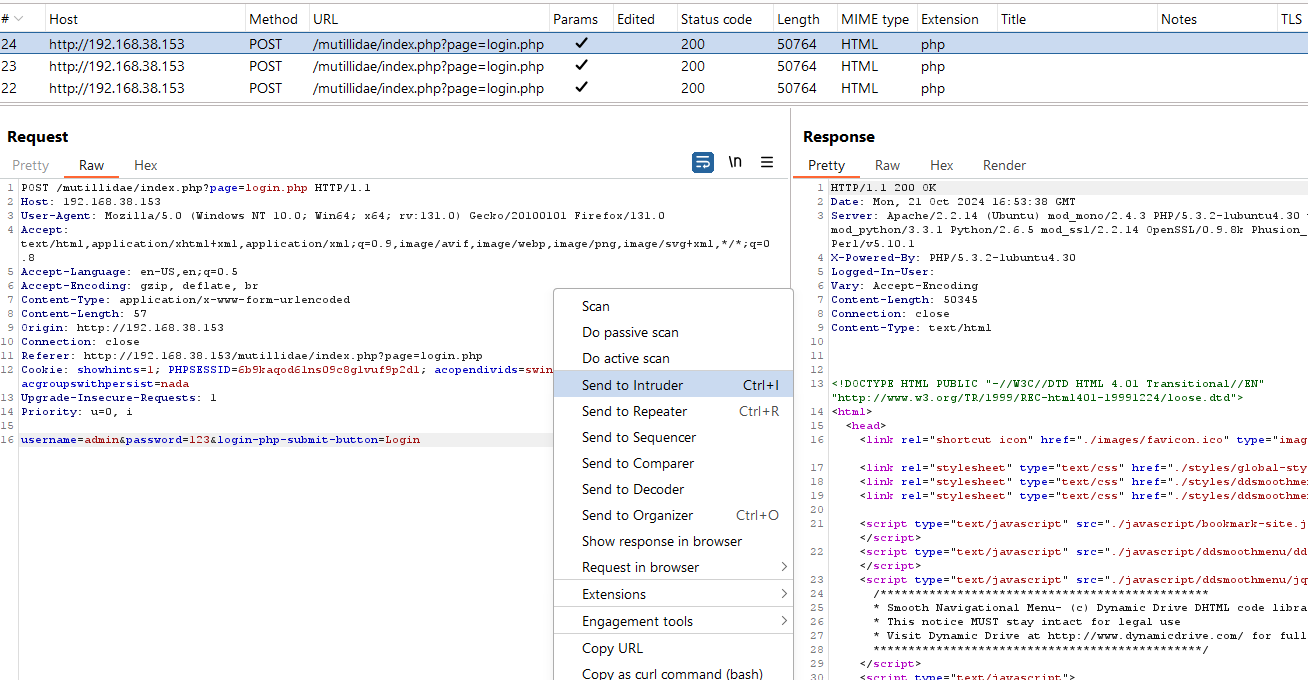 # Host Method URL Params Edited Status code Length MIME type Extension Title Notes TLS
24 http://192.168.38.153 POST /mutillidae/index.php?page=login.php ✓ 200 50764 HTML php
23 http://192.168.38.153 POST /mutillidae/index.php?page=login.php ✓ 200 50764 HTML php
22 http://192.168.38.153 POST /mutillidae/index.php?page=login.php ✓ 200 50764 HTML php
Request
Pretty Raw Hex
\n
1 POST /mutillidae/index.php?page=login.php HTTP/1.1
2 Host: 192.168.38.153
3 User-Agent: Mozilla/5.0 (Windows NT 10.0; Win64; x64; rv:131.0) Gecko/20100101 Firefox/131.0
4 Accept:
text/html,application/xhtml+xml,application/xml;q=0.9,image/avif,image/webp,image/png,image/svg+xml,*/*;q=0
.8
5 Accept-Language: en-US,en;q=0.5
6 Accept-Encoding: gzip, deflate, br
7 Content-Type: application/x-www-form-urlencoded
8 Content-Length: 57
9 Origin: http://192.168.38.153
10 Connection: close
11 Referer: http://192.168.38.153/mutillidae/index.php?page=login.php
12 Cookie: showhints=1; PHPSESSID=6b9kaqod6lns09c8glvuf9p2d1; acopendivids=swin
acgroupswithpersist=nada
13 Upgrade-Insecure-Requests: 1
14 Priority: u=0, i
15
16 username=admin&password=123&login-php-submit-button=Login
Scan
Do passive scan
Do active scan
Send to Intruder Ctrl+I
Send to Repeater Ctrl+R
Send to Sequencer
Send to Comparer
Send to Decoder
Send to Organizer Ctrl+O
Show response in browser
Request in browser
Extensions
Engagement tools
Copy URL
Copy as curl command (bash)
Response
Pretty Raw Hex Render
1 HTTP/1.1 200 OK
2 Date: Mon, 21 Oct 2024 16:53:38 GMT
3 Server: Apache/2.2.14 (Ubuntu) mod_mono/2.4.3 PHP/5.3.2-1ubuntu4.30
mod_python/3.3.1 Python/2.6.5 mod_ssl/2.2.14 OpenSSL/0.9.8k Phusion_
Perl/v5.10.1
4 X-Powered-By: PHP/5.3.2-1ubuntu4.30
5 Logged-In-User:
6 Vary: Accept-Encoding
7 Content-Length: 50345
8 Connection: close
9 Content-Type: text/html
10
11
12
13 <!DOCTYPE HTML PUBLIC "-//W3C//DTD HTML 4.01 Transitional//EN"
"http://www.w3.org/TR/1999/REC-html401-19991224/loose.dtd">
14 <html>
15 <head>
16 <link rel="shortcut icon" href="./images/favicon.ico" type="imag
17 <link rel="stylesheet" type="text/css" href="./styles/global-sty
18 <link rel="stylesheet" type="text/css" href="./styles/ddsmoothme
19 <link rel="stylesheet" type="text/css" href="./styles/ddsmoothme
20
21 <script type="text/javascript" src="./javascript/bookmark-site.j
</script>
22 <script type="text/javascript" src="./javascript/ddsmoothmenu/dd
</script>
23 <script type="text/javascript" src="./javascript/ddsmoothmenu/jq
24 /***********************************************
25 * Smooth Navigational Menu- (c) Dynamic Drive DHTML code libra
26 * This notice MUST stay intact for legal use
27 * Visit Dynamic Drive at http://www.dynamicdrive.com/ for full
28 ***********************************************/
29 </script>
30 <script type="text/javascript">